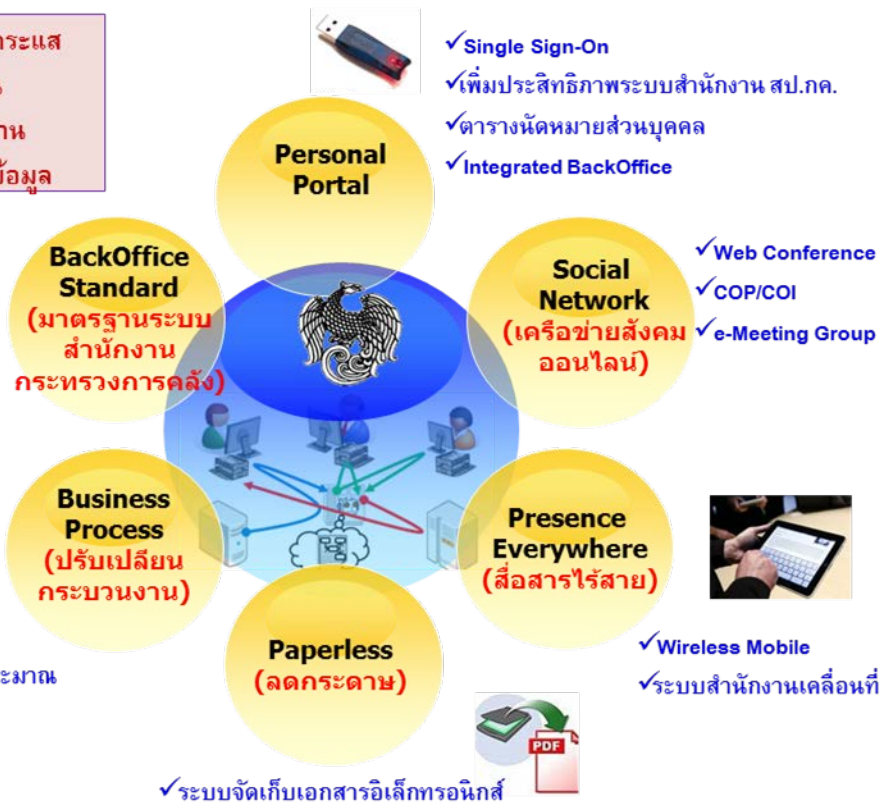 กระแส
าน
ข้อมูล
✓Single Sign-On
✓เพิ่มประสิทธิภาพระบบสำนักงาน สป.กค.
✓ตารางนัดหมายส่วนบุคคล
✓Integrated BackOffice
Personal
Portal
BackOffice
Standard
(มาตรฐานระบบ
สำนักงาน
กระทรวงการคลัง)
Social
Network
(เครือข่ายสังคม
ออนไลน์)
✓Web Conference
✓COP/COI
✓e-Meeting Group
Business
Process
(ปรับเปลี่ยน
กระบวนงาน)
Presence
Everywhere
(สื่อสารไร้สาย)
Paperless
(ลดกระดาษ)
ะมาณ
✓Wireless Mobile
✓ระบบสำนักงานเคลื่อนที่
PDF
✓ระบบจัดเก็บเอกสารอิเล็กทรอนิกส์